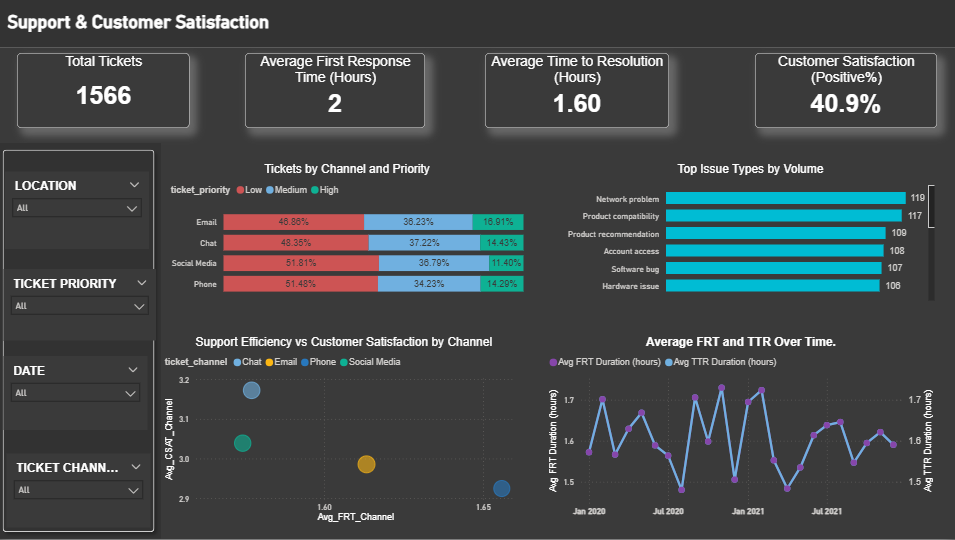 Support & Customer Satisfaction
Total Tickets
1566
Average First Response
Time (Hours)
2
Average Time to Resolution
(Hours)
1.60
Customer Satisfaction
(Positive%)
40.9%
LOCATION
All
TICKET PRIORITY
All
DATE
All
TICKET CHANN...
All
Tickets by Channel and Priority
ticket_priority Low Medium High
Email 46.86% 36.23% 16.91%
Chat 48.35% 37.22% 14.43%
Social Media 51.81% 36.79% 11.40%
Phone 51.48% 34.23% 14.29%
Top Issue Types by Volume
Network problem 119
Product compatibility 117
Product recommendation 109
Account access 108
Software bug 107
Hardware issue 106
Support Efficiency vs Customer Satisfaction by Channel
ticket_channel Chat Email Phone Social Media
Avg_CSAT_Channel
3.2
3.1
3.0
2.9
1.60 1.65
Avg_FRT_Channel
Average FRT and TTR Over Time.
Avg FRT Duration (hours) Avg TTR Duration (hours)
Avg FRT Duration (hours)
1.7 1.7
1.6 1.6
1.5 1.5
Avg TTR Duration (hours)
Jan 2020 Jul 2020 Jan 2021 Jul 2021